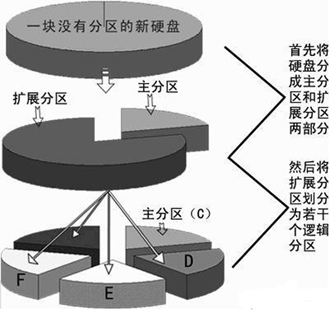 一块没有分区的新硬盘
首先将
硬盘分
成主分
区和扩
展分区
两部分
主分区
扩展分区
然后将
扩展分
区划分
为若干
个逻辑
分区
主分区（C）
D
E
F